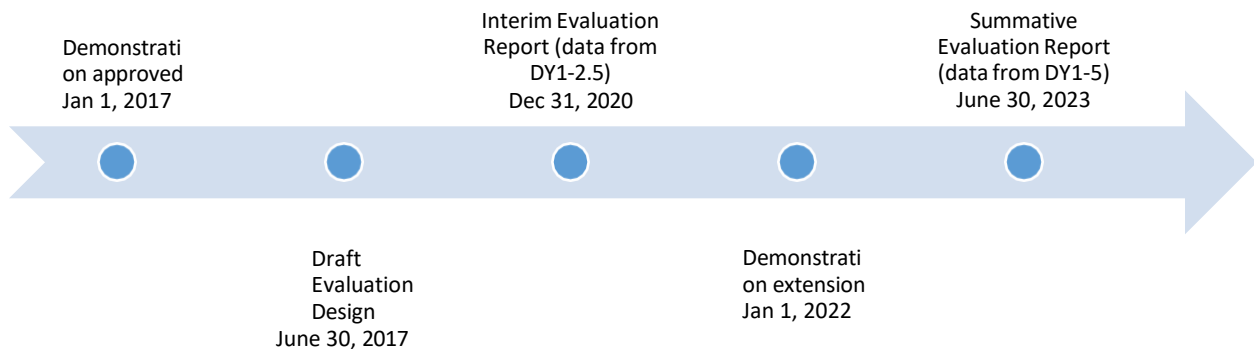 Demonstrati
on approved
Jan 1, 2017
Draft
Evaluation
Design
June 30, 2017
Interim Evaluation
Report (data from
DY1-2.5)
Dec 31, 2020
Demonstrati
on extension
Jan 1, 2022
Summative
Evaluation Report
(data from DY1-5)
June 30, 2023